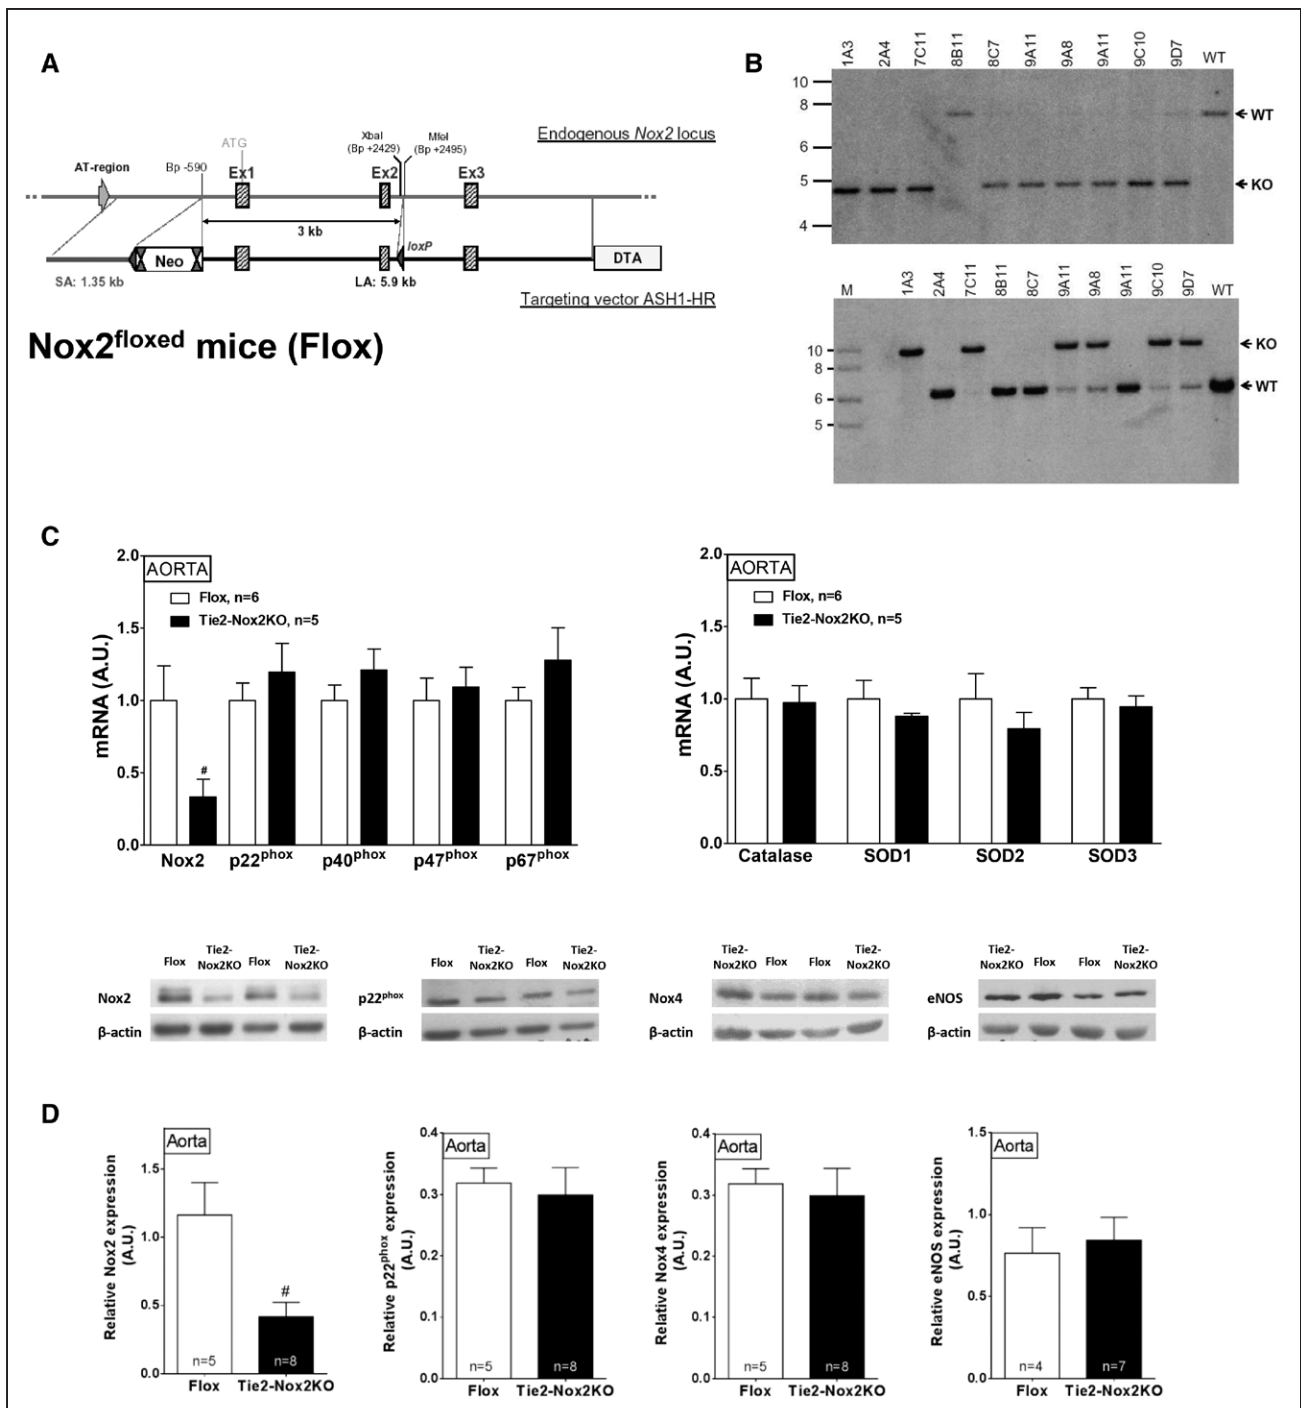 A
ATG
XbaI
(Bp +2429)
MfeI
(Bp +2495)
Endogenous Nox2 locus
AT-region
Bp -590
Ex1
Ex2
Ex3
3 kb
loxP
Neo
DTA
SA: 1.35 kb
LA: 5.9 kb
Targeting vector ASH1-HR
Nox2floxed mice (Flox)
B
1A3 2A4 7C11 8B11 8C7 9A11 9A8 9A11 9C10 9D7 WT
10
8
WT
6
5
KO
4
M 1A3 2A4 7C11 8B11 8C7 9A11 9A8 9A11 9C10 9D7 WT
10
KO
8
WT
6
5
C
AORTA
Flox, n=6
Tie2-Nox2KO, n=5
mRNA (A.U.)
2.0
1.5
1.0
0.5
0.0
#
Nox2 p22phox p40phox p47phox p67phox
AORTA
Flox, n=6
Tie2-Nox2KO, n=5
mRNA (A.U.)
2.0
1.5
1.0
0.5
0.0
Catalase SOD1 SOD2 SOD3
Flox Tie2-Nox2KO Flox Tie2-Nox2KO
Nox2
β-actin
Flox Tie2-Nox2KO Flox Tie2-Nox2KO
p22phox
β-actin
Tie2-Nox2KO Flox Flox Tie2-Nox2KO
Nox4
β-actin
Tie2-Nox2KO Flox Flox Tie2-Nox2KO
eNOS
β-actin
D
Aorta
Relative Nox2 expression
(A.U.)
1.5
1.0
0.5
0.0
#
n=5 n=8
Flox Tie2-Nox2KO
Aorta
Relative p22phox expression
(A.U.)
0.4
0.3
0.2
0.1
0.0
n=5 n=8
Flox Tie2-Nox2KO
Aorta
Relative Nox4 expression
(A.U.)
0.4
0.3
0.2
0.1
0.0
n=5 n=8
Flox Tie2-Nox2KO
Aorta
Relative eNOS expression
(A.U.)
1.5
1.0
0.5
0.0
n=4 n=7
Flox Tie2-Nox2KO